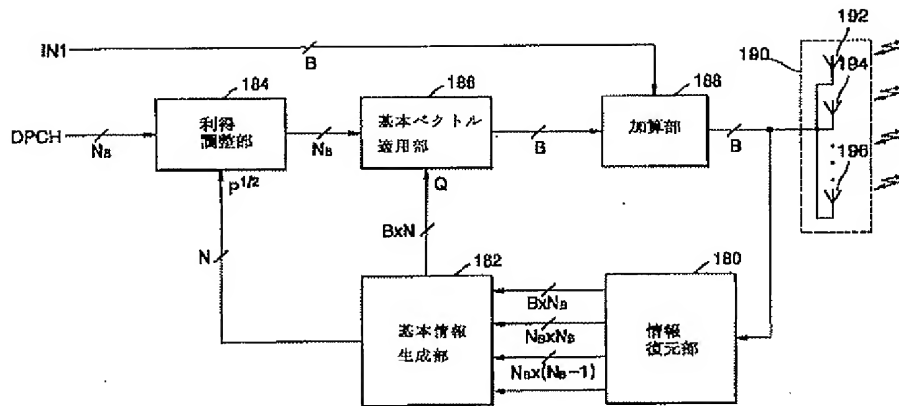 IN1
B
184
利得
調整部
186
基本ベクトル
適用部
188
加算部
190
192
194
196
DPCH
NB
NB
B
B
P1/2
Q
N
BxN
182
基本情報
生成部
BxNB
NBxNB
NBx(NB-1)
180
情報
復元部